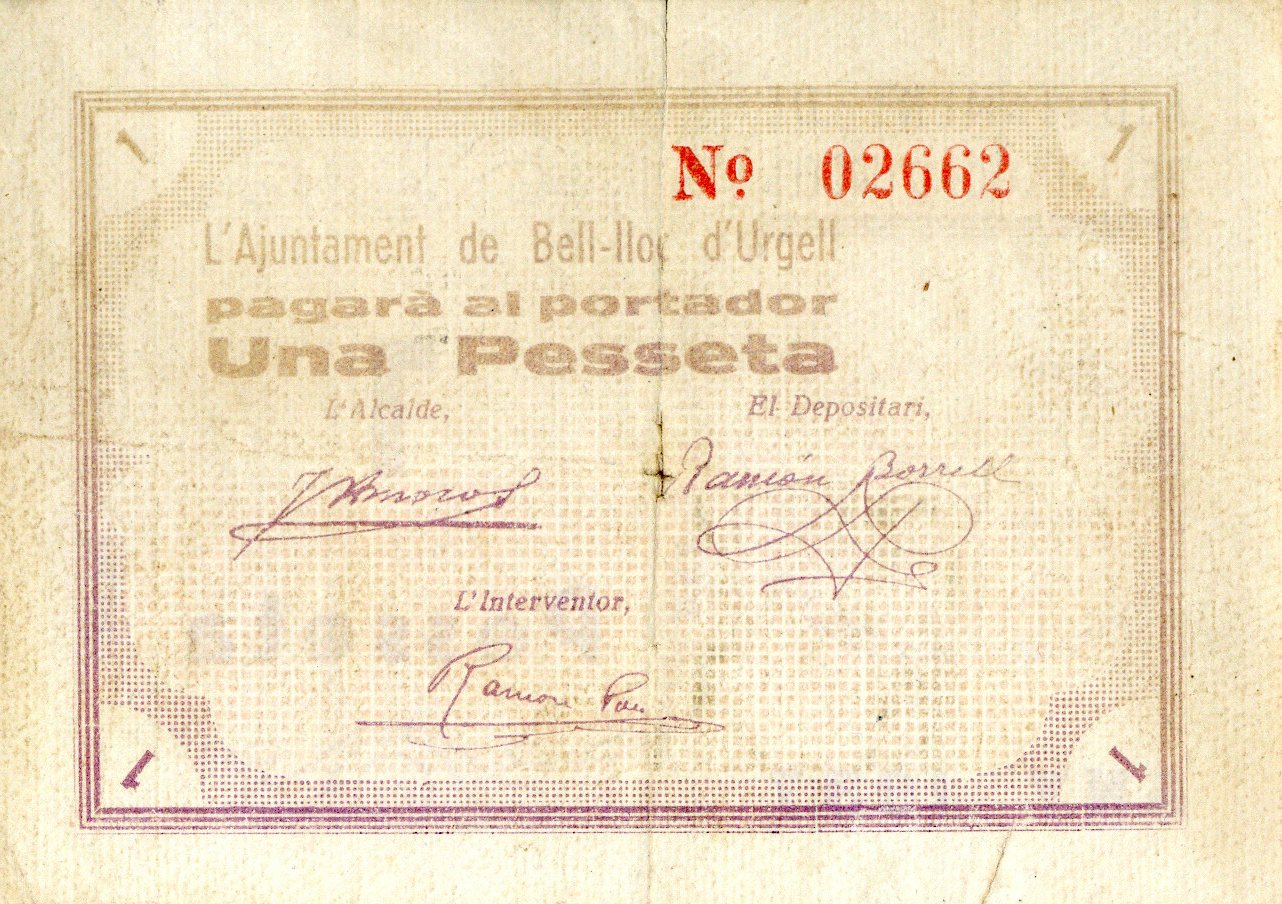 1 1
Nº 02662
L'Ajuntament de Bell-lloc d'Urgell
pagarà al portador
Una Pesseta
L'Alcalde, El Depositari,
Ramón Borrell
L'Interventor,
Ramon Pau
1 1